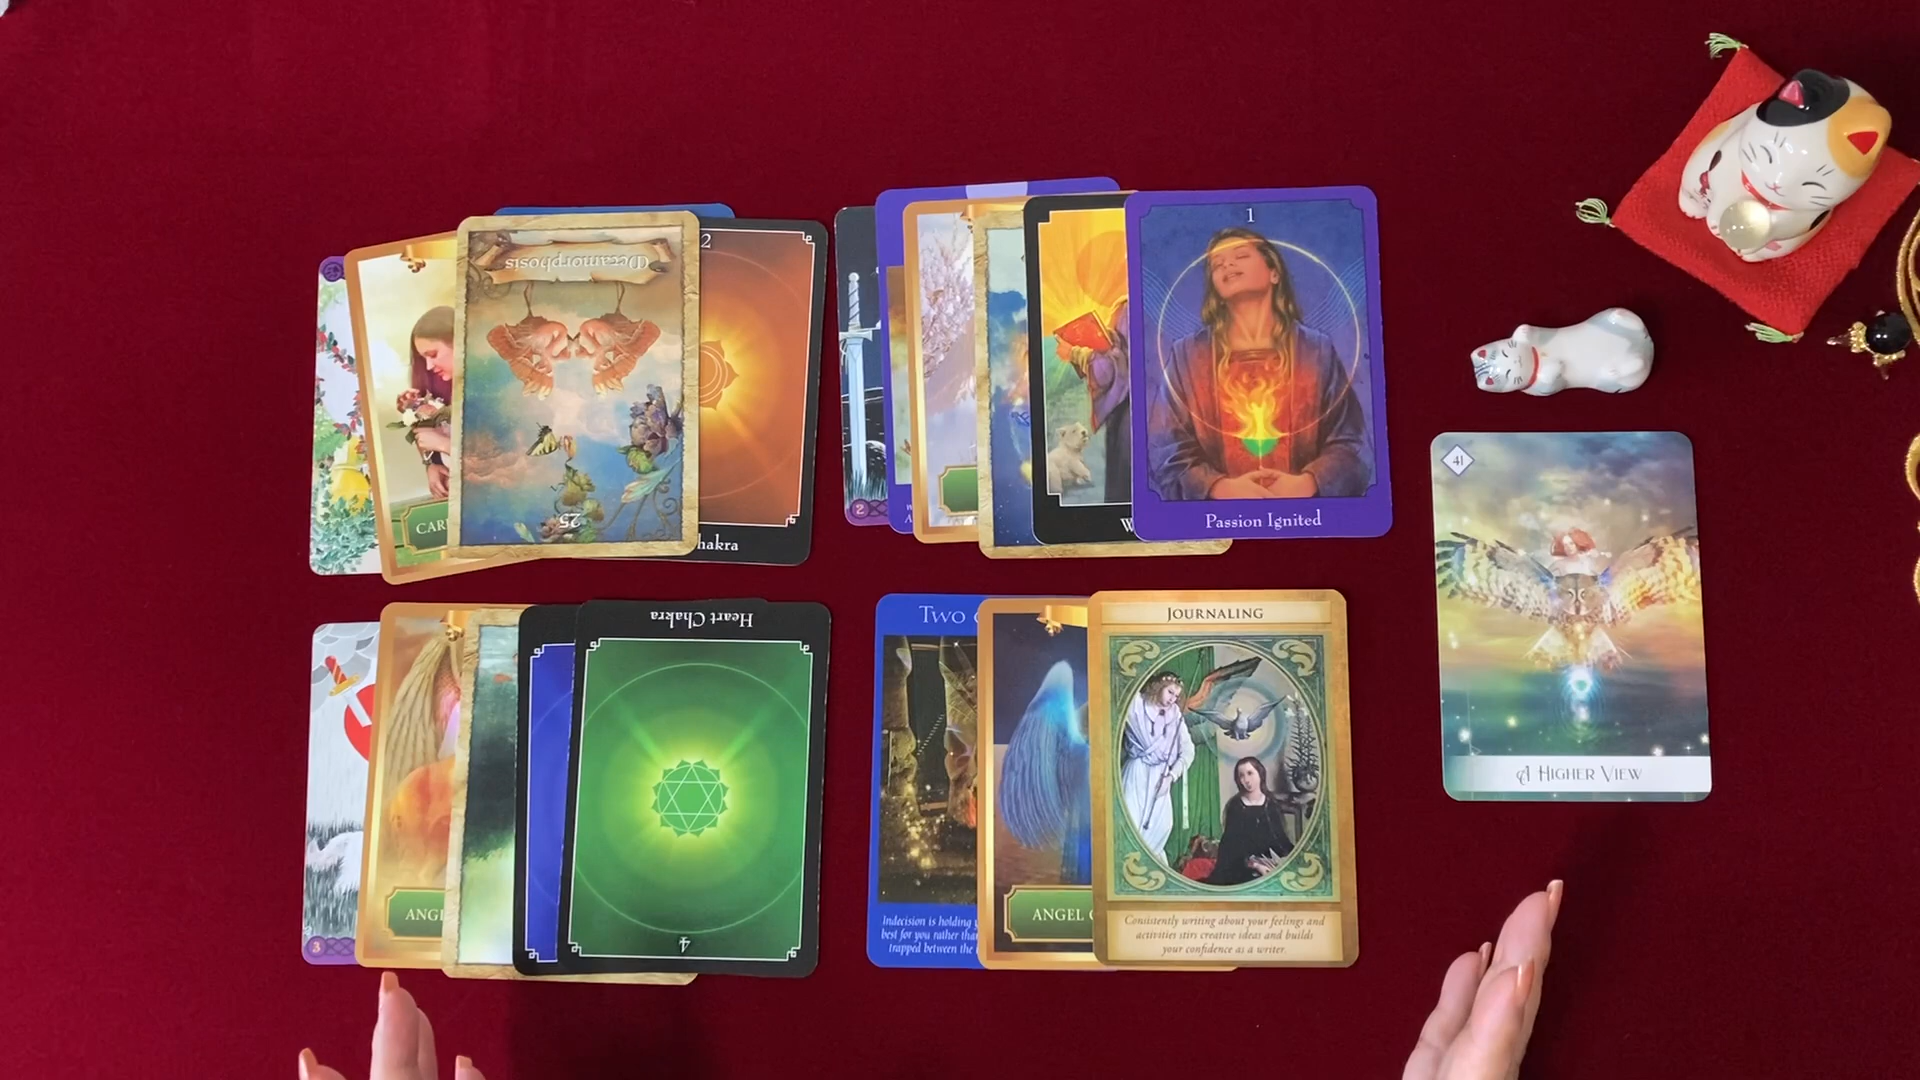 Metamorphosis
25
2
hakra
CAR
2
W
1
Passion Ignited
41
A HIGHER VIEW
3
ANGE
Heart Chakra
4
TWO
Indecision is holding
best for you rather than
trapped between the
ANGEL
JOURNALING
Consistently writing about your feelings and
activities stirs creative ideas and builds
your confidence as a writer.